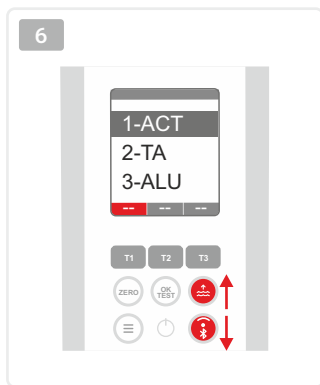 6
1-ACT
2-TA
3-ALU
-- -- --
T1 T2 T3
ZERO OK TEST